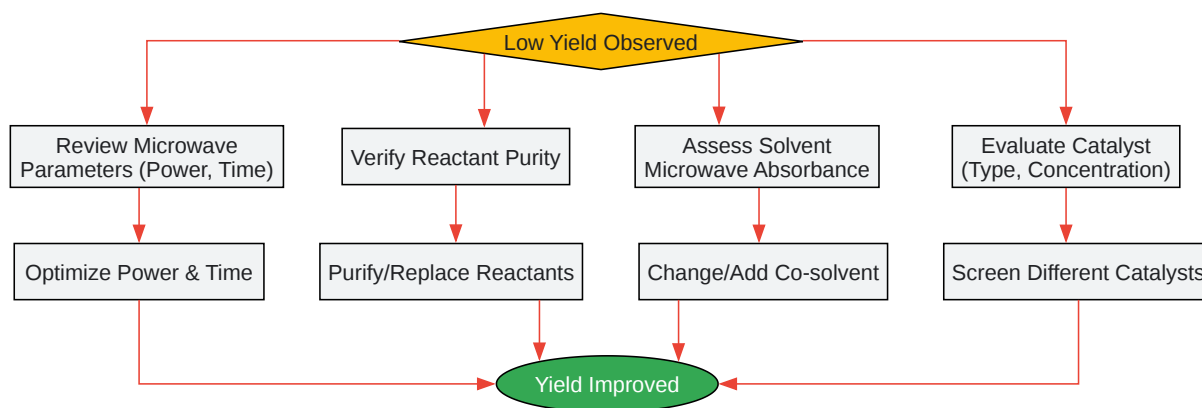 Low Yield Observed
Review Microwave
Parameters (Power, Time)
Verify Reactant Purity
Assess Solvent
Microwave Absorbance
Evaluate Catalyst
(Type, Concentration)
Optimize Power & Time
Purify/Replace Reactants
Change/Add Co-solvent
Screen Different Catalysts
Yield Improved